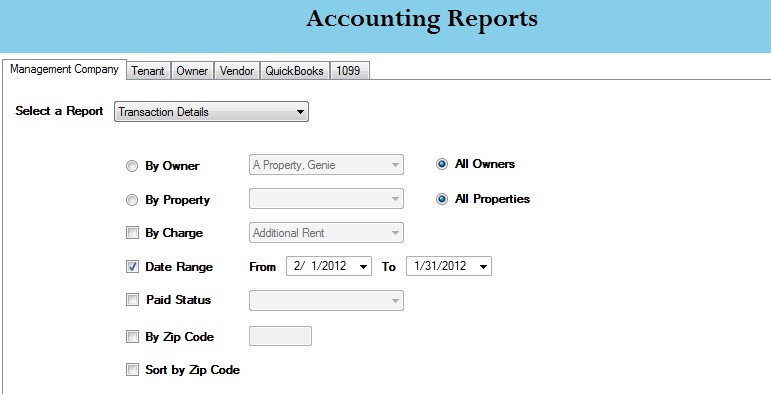 Accounting Reports
Management Company Tenant Owner Vendor QuickBooks 1099
Select a Report Transaction Details
By Owner A Property, Genie All Owners
By Property All Properties
By Charge Additional Rent
Date Range From 2/ 1/2012 To 1/31/2012
Paid Status
By Zip Code
Sort by Zip Code